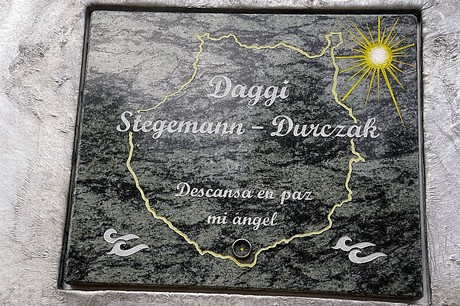 Daggi
Stegemann - Durczak
Descansa en paz
mi angel